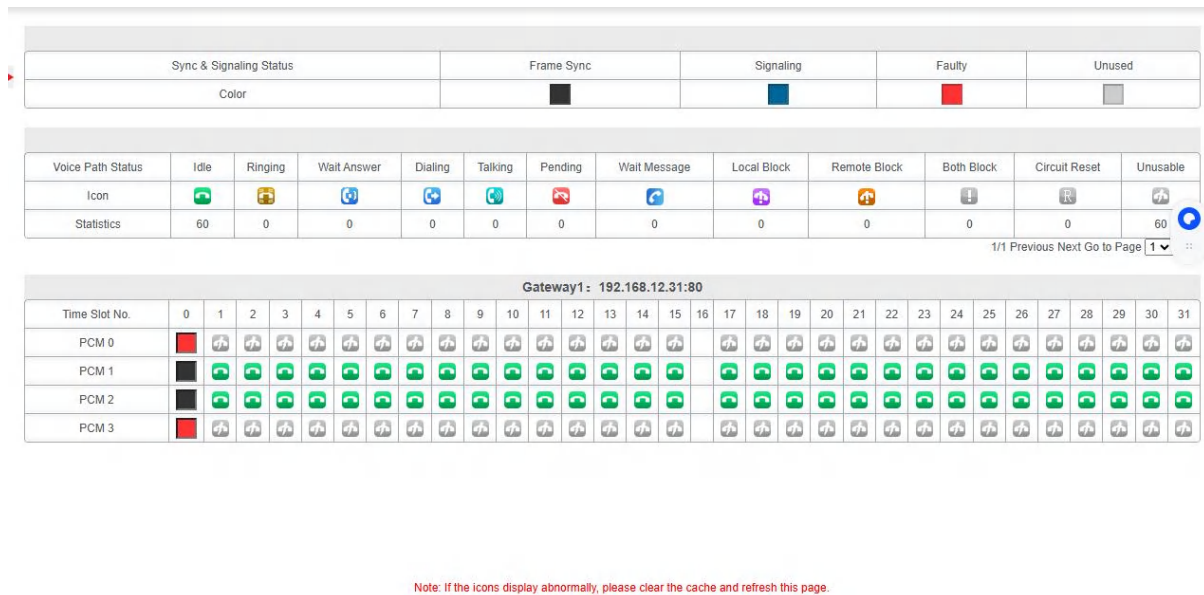 Sync & Signaling Status Frame Sync Signaling Faulty Unused
Color
Voice Path Status Idle Ringing Wait Answer Dialing Talking Pending Wait Message Local Block Remote Block Both Block Circuit Reset Unusable
Icon
Statistics 60 0 0 0 0 0 0 0 0 0 0 60
1/1 Previous Next Go to Page 1
Gateway1: 192.168.12.31:80
Time Slot No. 0 1 2 3 4 5 6 7 8 9 10 11 12 13 14 15 16 17 18 19 20 21 22 23 24 25 26 27 28 29 30 31
PCM 0
PCM 1
PCM 2
PCM 3
Note: If the icons display abnormally, please clear the cache and refresh this page.